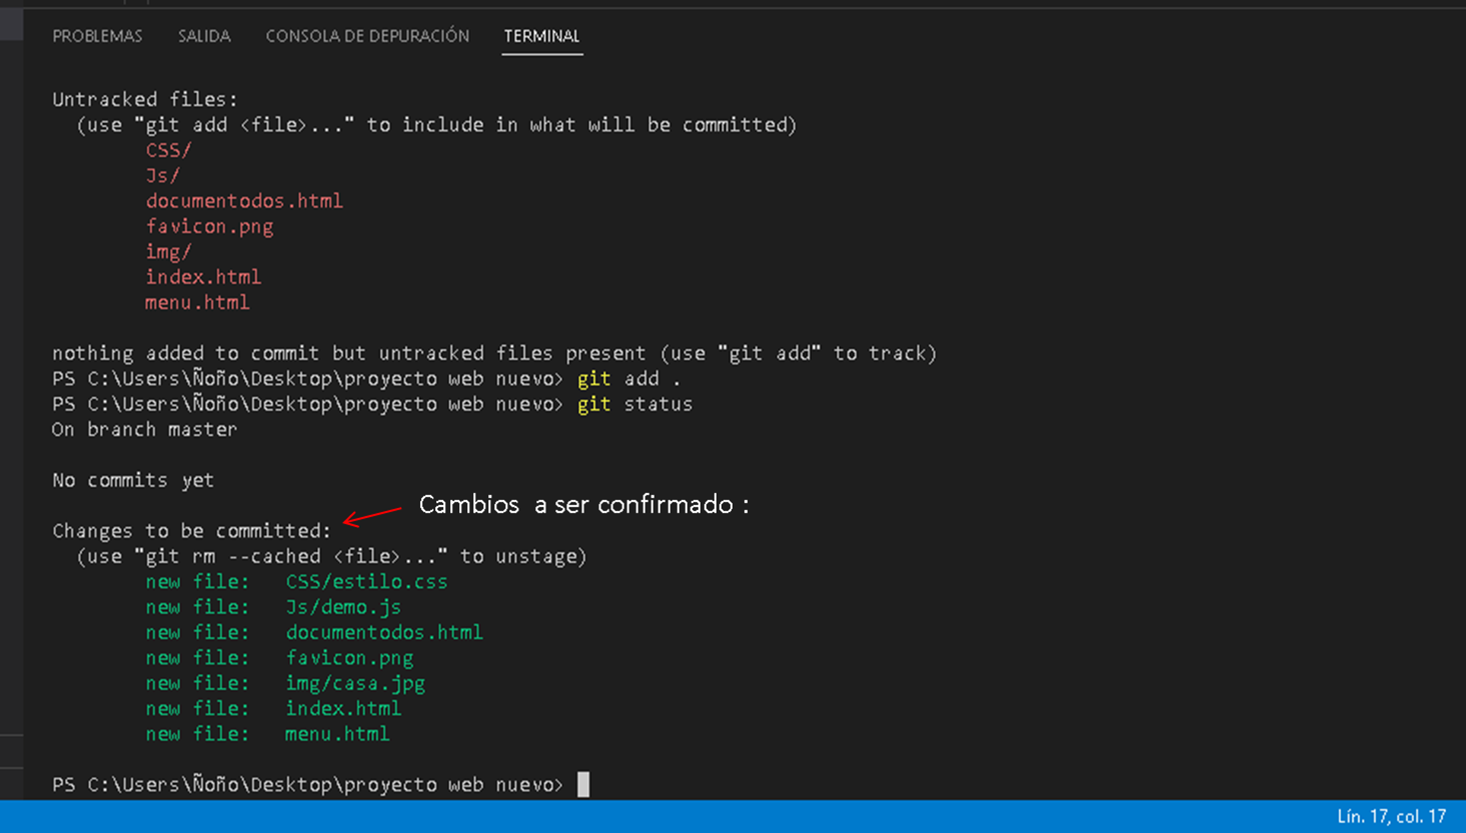 PROBLEMAS SALIDA CONSOLA DE DEPURACIÓN TERMINAL
Untracked files:
(use "git add <file>..." to include in what will be committed)
CSS/
Js/
documentodos.html
favicon.png
img/
index.html
menu.html
nothing added to commit but untracked files present (use "git add" to track)
PS C:\Users\Ñoño\Desktop\proyecto web nuevo> git add .
PS C:\Users\Ñoño\Desktop\proyecto web nuevo> git status
On branch master
No commits yet
Cambios a ser confirmado :
Changes to be committed:
(use "git rm --cached <file>..." to unstage)
new file: CSS/estilo.css
new file: Js/demo.js
new file: documentodos.html
new file: favicon.png
new file: img/casa.jpg
new file: index.html
new file: menu.html
PS C:\Users\Ñoño\Desktop\proyecto web nuevo>
Lín. 17, col. 17